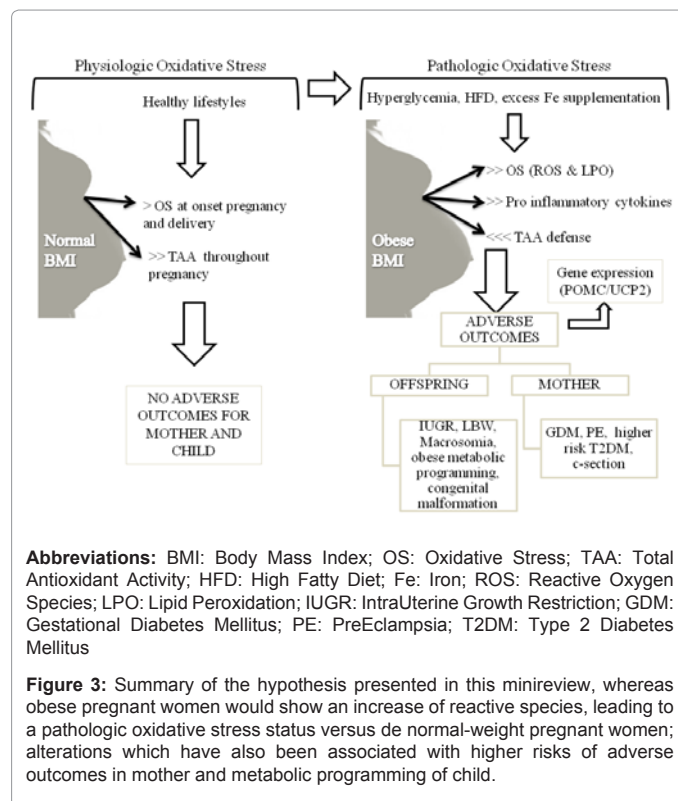 Physiologic Oxidative Stress
Healthy lifestyles
Normal
BMI
> OS at onset pregnancy
and delivery
>> TAA throughout
pregnancy
NO ADVERSE
OUTCOMES FOR
MOTHER AND
CHILD
Pathologic Oxidative Stress
Hyperglycemia, HFD, excess Fe supplementation
Obese
BMI
>> OS (ROS & LPO)
>> Pro inflammatory cytokines
<<< TAA defense
Gene expression
(POMC/UCP2)
ADVERSE
OUTCOMES
OFFSPRING
MOTHER
IUGR, LBW,
Macrosomia,
obese metabolic
programming,
congenital
malformation
GDM, PE, higher
risk T2DM,
c-section
Abbreviations: BMI: Body Mass Index; OS: Oxidative Stress; TAA: Total
Antioxidant Activity; HFD: High Fatty Diet; Fe: Iron; ROS: Reactive Oxygen
Species; LPO: Lipid Peroxidation; IUGR: IntraUterine Growth Restriction; GDM:
Gestational Diabetes Mellitus; PE: PreEclampsia; T2DM: Type 2 Diabetes
Mellitus
Figure 3: Summary of the hypothesis presented in this minireview, whereas
obese pregnant women would show an increase of reactive species, leading to
a pathologic oxidative stress status versus de normal-weight pregnant women;
alterations which have also been associated with higher risks of adverse
outcomes in mother and metabolic programming of child.